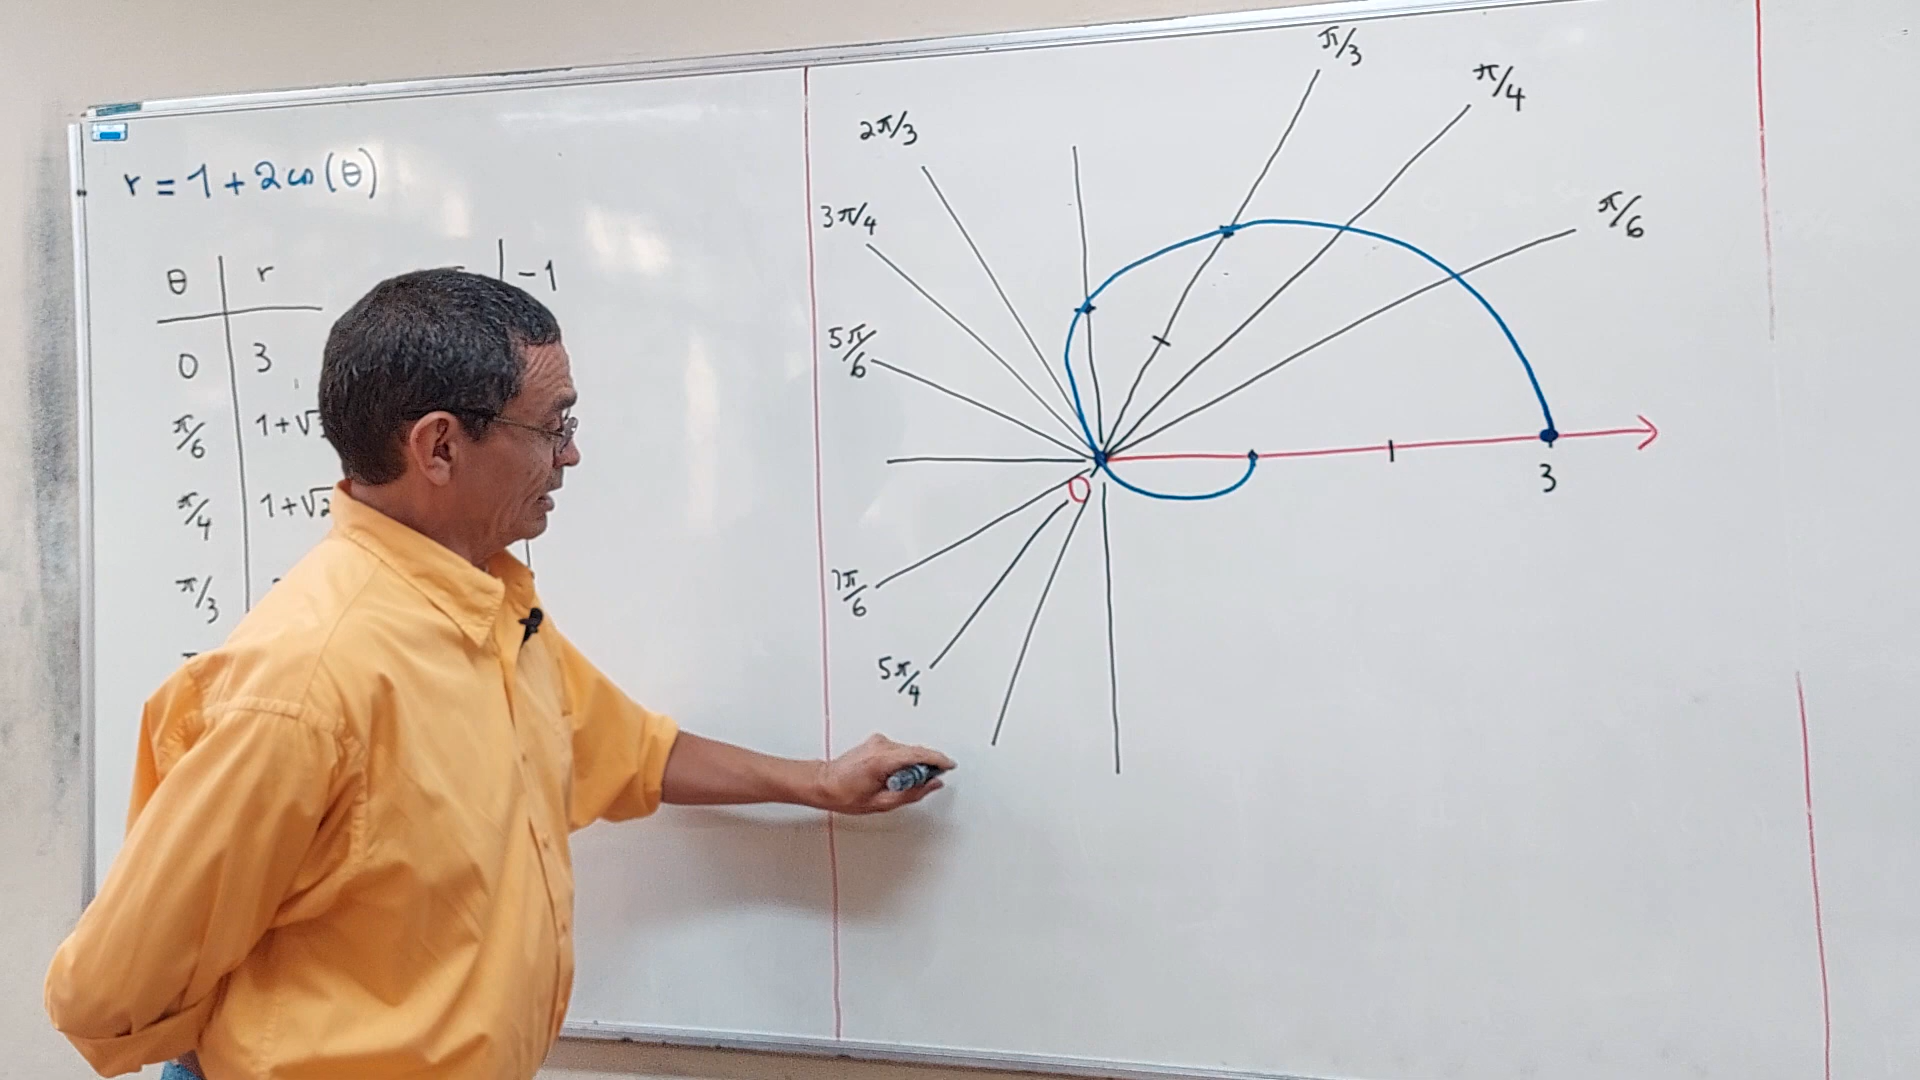 r = 1 + 2cos(θ)
θ r
-1
0 3
π/6 1+√
π/4 1+√2
π/3
π/3
π/4
2π/3
3π/4
π/6
5π/6
0
3
7π/6
5π/4